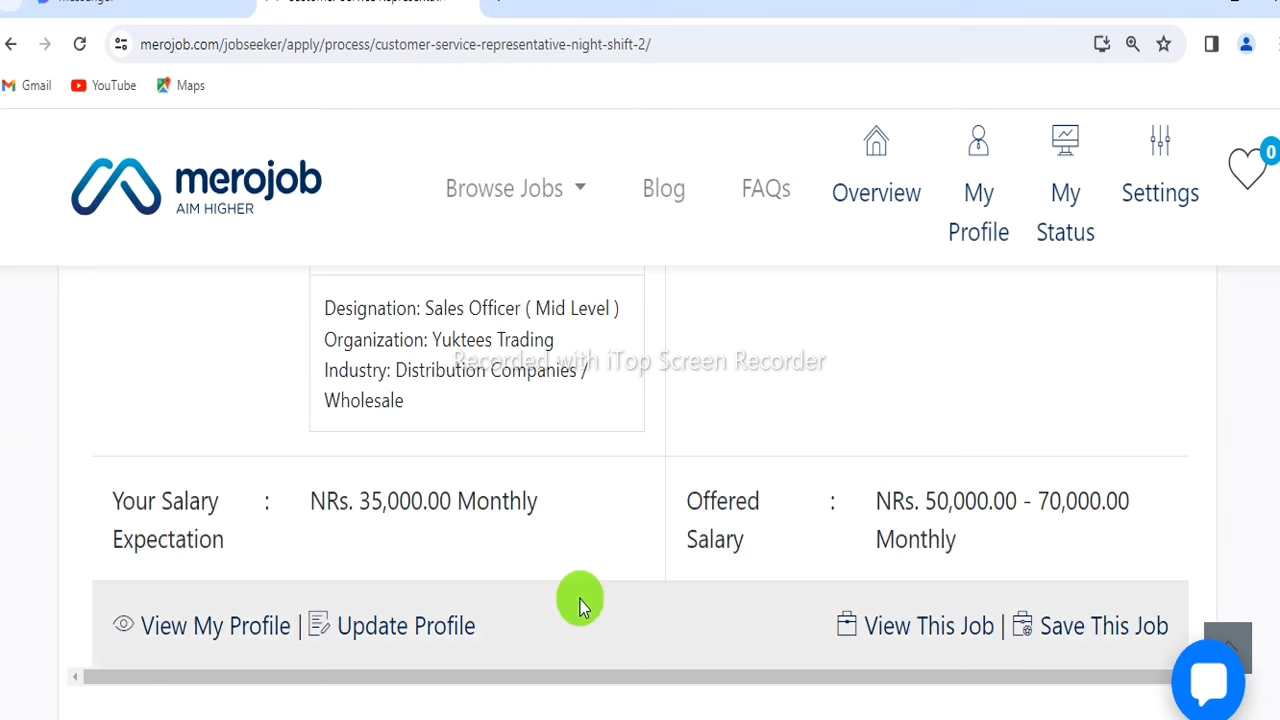 merojob.com/jobseeker/apply/process/customer-service-representative-night-shift-2/
Gmail YouTube Maps
merojob
AIM HIGHER
Browse Jobs
Blog
FAQs
Overview
My
Profile
My
Status
Settings
0
Designation: Sales Officer ( Mid Level )
Organization: Yuktees Trading
Industry: Distribution Companies /
Wholesale
Recorded with iTop Screen Recorder
Your Salary
Expectation
:
NRs. 35,000.00 Monthly
Offered
Salary
:
NRs. 50,000.00 - 70,000.00
Monthly
View My Profile | Update Profile
View This Job | Save This Job